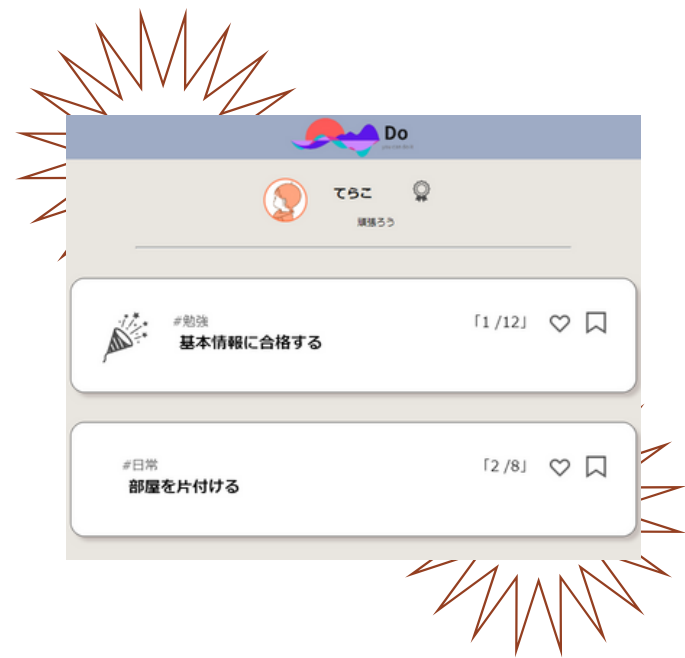 Do
てらこ
頑張ろう
#勉強
基本情報に合格する
「1 /12」
#日常
部屋を片付ける
「2 /8」